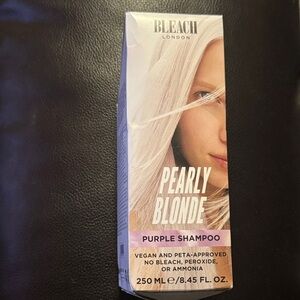 BLEACH
LONDON
PEARLY
BLONDE
PURPLE SHAMPOO
VEGAN AND PETA-APPROVED
NO BLEACH, PEROXIDE,
OR AMMONIA
250 ML ℮/8.45 FL. OZ.